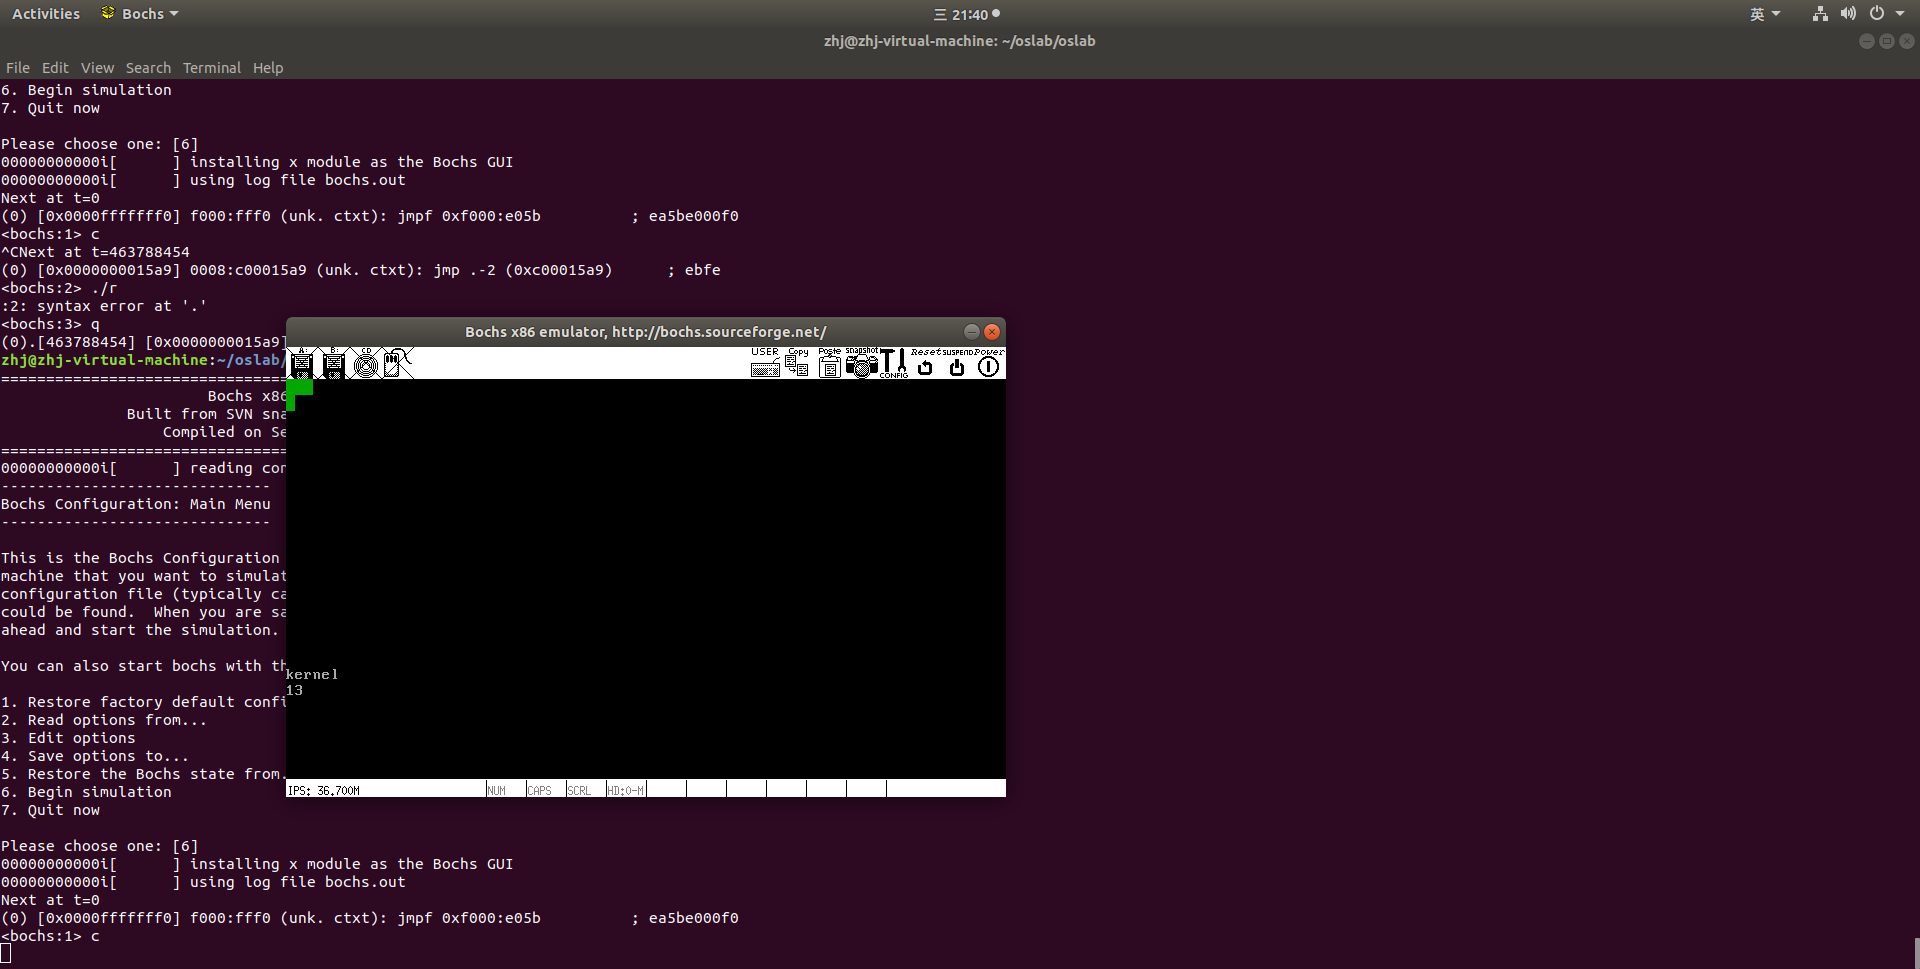 Activities Bochs 三 21:40 英
zhj@zhj-virtual-machine: ~/oslab/oslab
File Edit View Search Terminal Help
6. Begin simulation
7. Quit now
Please choose one: [6]
00000000000i[      ] installing x module as the Bochs GUI
00000000000i[      ] using log file bochs.out
Next at t=0
(0) [0x0000fffffff0] f000:fff0 (unk. ctxt): jmpf 0xf000:e05b          ; ea5be000f0
<bochs:1> c
^CNext at t=463788454
(0) [0x0000000015a9] 0008:c00015a9 (unk. ctxt): jmp .-2 (0xc00015a9)      ; ebfe
<bochs:2> ./r
:2: syntax error at '.'
<bochs:3> q
(0).[463788454] [0x0000000015a9]
zhj@zhj-virtual-machine:~/oslab/
================================
Bochs x86
Built from SVN sna
Compiled on Se
================================
00000000000i[      ] reading con
------------------------------
Bochs Configuration: Main Menu
------------------------------
This is the Bochs Configuration
machine that you want to simulat
configuration file (typically ca
could be found.  When you are sa
ahead and start the simulation.
You can also start bochs with th
1. Restore factory default confi
2. Read options from...
3. Edit options
4. Save options to...
5. Restore the Bochs state from.
6. Begin simulation
7. Quit now
Please choose one: [6]
00000000000i[      ] installing x module as the Bochs GUI
00000000000i[      ] using log file bochs.out
Next at t=0
(0) [0x0000fffffff0] f000:fff0 (unk. ctxt): jmpf 0xf000:e05b          ; ea5be000f0
<bochs:1> c
Bochs x86 emulator, http://bochs.sourceforge.net/
A: B: CD USER Copy Paste snapshot CONFIG Reset SUSPEND Power
kernel
13
IPS: 36.700M NUM CAPS SCRL HD:0-M